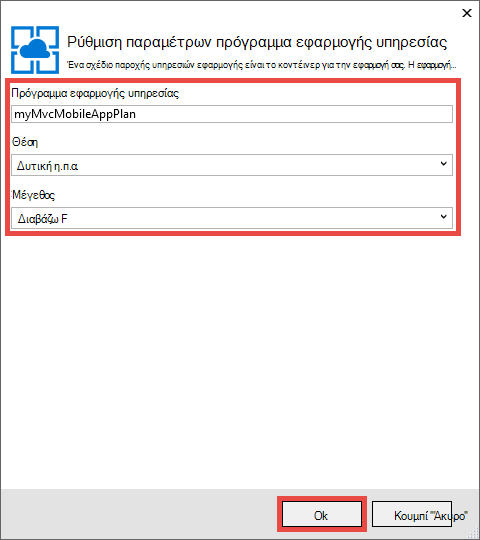 Ρύθμιση παραμέτρων πρόγραμμα εφαρμογής υπηρεσίας
Ένα σχέδιο παροχής υπηρεσιών εφαρμογής είναι το κοντέινερ για την εφαρμογή σας. Η εφαρμογή...
Πρόγραμμα εφαρμογής υπηρεσίας
myMvcMobileAppPlan
Θέση
Δυτική η.π.α
Μέγεθος
Διαβάζω F
Ok
Κουμπί "'Άκυρο"